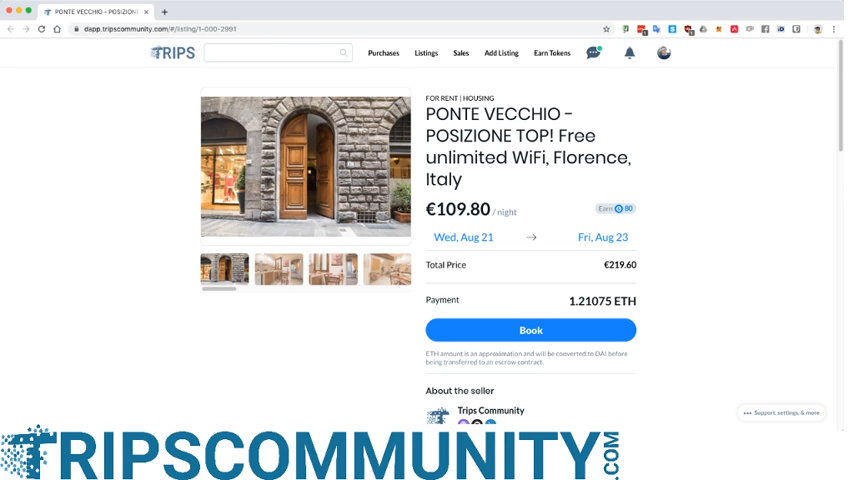 PONTE VECCHIO - POSIZION
dapp.tripscommunity.com/#/listing/1-000-2991
TRIPS
Purchases
Listings
Sales
Add Listing
Earn Tokens
FOR RENT | HOUSING
PONTE VECCHIO -
POSIZIONE TOP! Free
unlimited WiFi, Florence,
Italy
€109.80 / night
Earn 80
Wed, Aug 21 → Fri, Aug 23
Total Price €219.60
Payment 1.21075 ETH
Book
ETH amount is an approximation and will be converted to DAI before
being transferred to an escrow contract.
About the seller
Trips Community
••• Support, settings, & more
TRIPSCOMMUNITY.COM